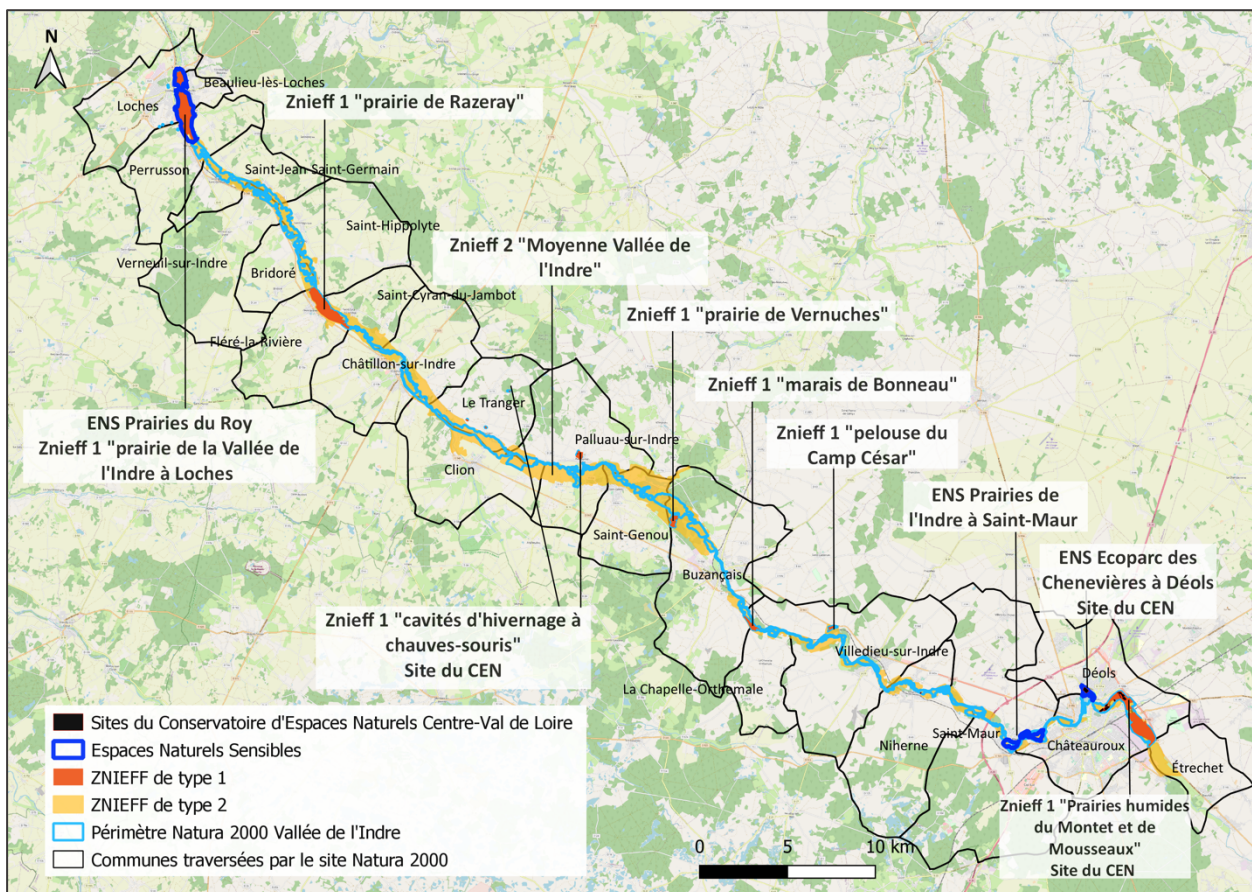 N
Beaulieu-lès-Loches
Loches
Znieff 1 "prairie de Razeray"
Perrusson
Saint-Jean-Saint-Germain
Saint-Hippolyte
Znieff 2 "Moyenne Vallée de
l'Indre"
Verneuil-sur-Indre
Bridoré
Saint-Cyran-du-Jambot
Znieff 1 "prairie de Vernuches"
Fléré-la-Rivière
Châtillon-sur-Indre
Znieff 1 "marais de Bonneau"
Le Tranger
ENS Prairies du Roy
Znieff 1 "prairie de la Vallée de
l'Indre à Loches
Palluau-sur-Indre
Znieff 1 "pelouse du
Camp César"
Clion
ENS Prairies de
l'Indre à Saint-Maur
Saint-Genou
Buzançais
ENS Ecoparc des
Chenevières à Déols
Site du CEN
Znieff 1 "cavités d'hivernage à
chauves-souris"
Site du CEN
Villedieu-sur-Indre
Déols
La Chapelle-Orthemale
Saint-Maur
Niherne
Châteauroux
Étrechet
Znieff 1 "Prairies humides
du Montet et de
Mousseaux"
Site du CEN
Sites du Conservatoire d'Espaces Naturels Centre-Val de Loire
Espaces Naturels Sensibles
ZNIEFF de type 1
ZNIEFF de type 2
Périmètre Natura 2000 Vallée de l'Indre
Communes traversées par le site Natura 2000
0 5 10 km